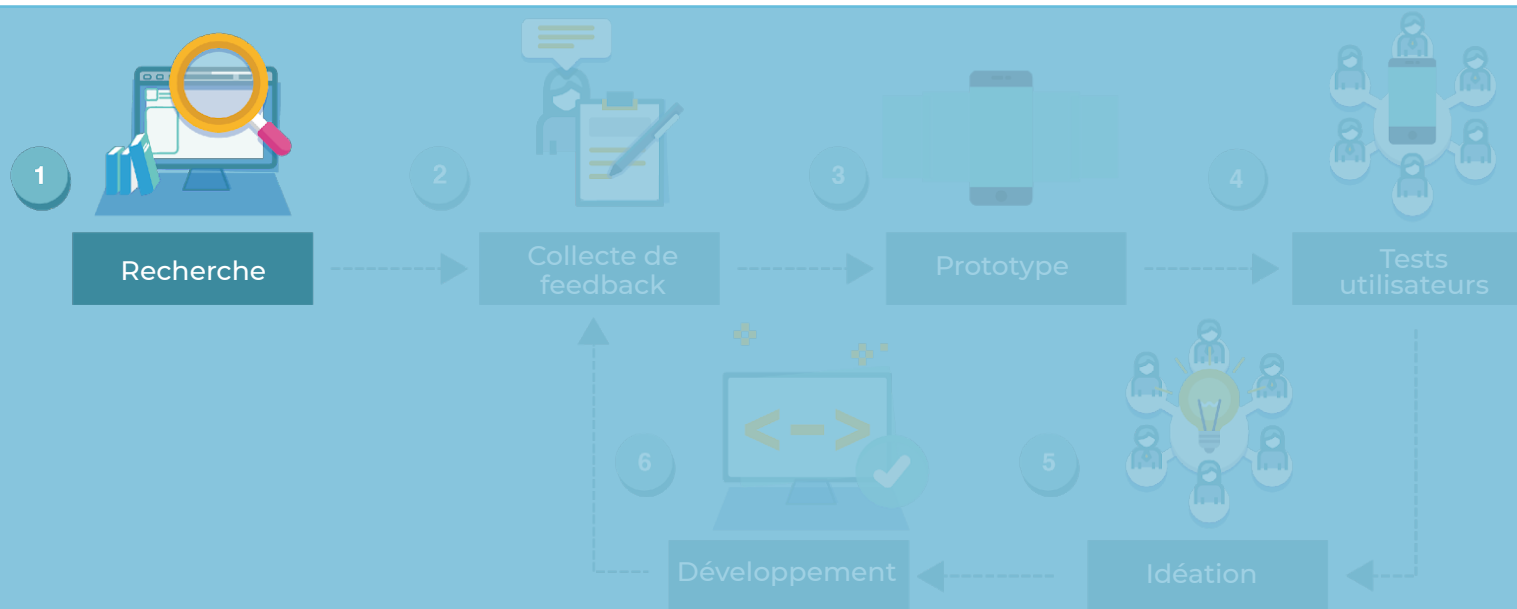 1
Recherche
2
Collecte de
feedback
3
Prototype
4
Tests
utilisateurs
5
Idéation
6
<->
Développement